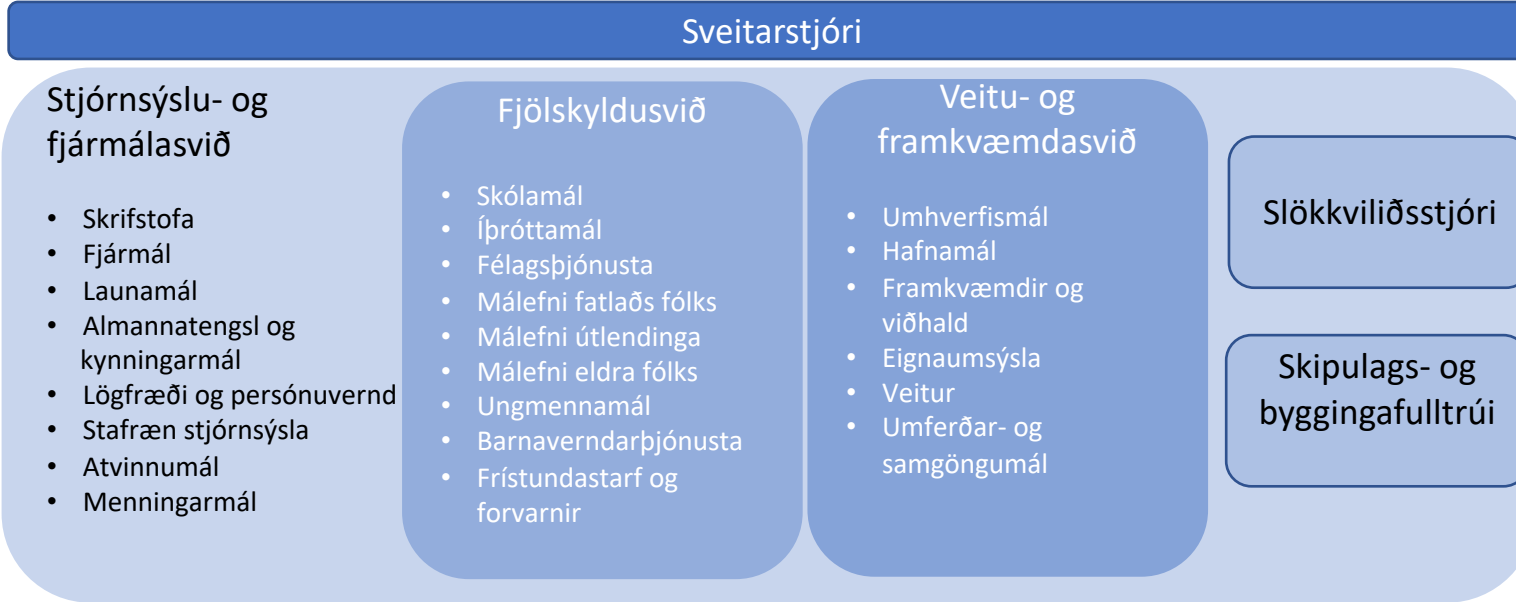 Sveitarstjóri
Stjórnsýslu- og
fjármálasvið
• Skrifstofa
• Fjármál
• Launamál
• Almannatengsl og
kynningarmál
• Lögfræði og persónuvernd
• Stafræn stjórnsýsla
• Atvinnumál
• Menningarmál
Fjölskyldusvið
• Skólamál
• Íþróttamál
• Félagsþjónusta
• Málefni fatlaðs fólks
• Málefni útlendinga
• Málefni eldra fólks
• Ungmennamál
• Barnaverndarþjónusta
• Frístundastarf og
forvarnir
Veitu- og
framkvæmdasvið
• Umhverfismál
• Hafnamál
• Framkvæmdir og
viðhald
• Eignaumsýsla
• Veitur
• Umferðar- og
samgöngumál
Slökkviliðsstjóri
Skipulags- og
byggingafulltrúi